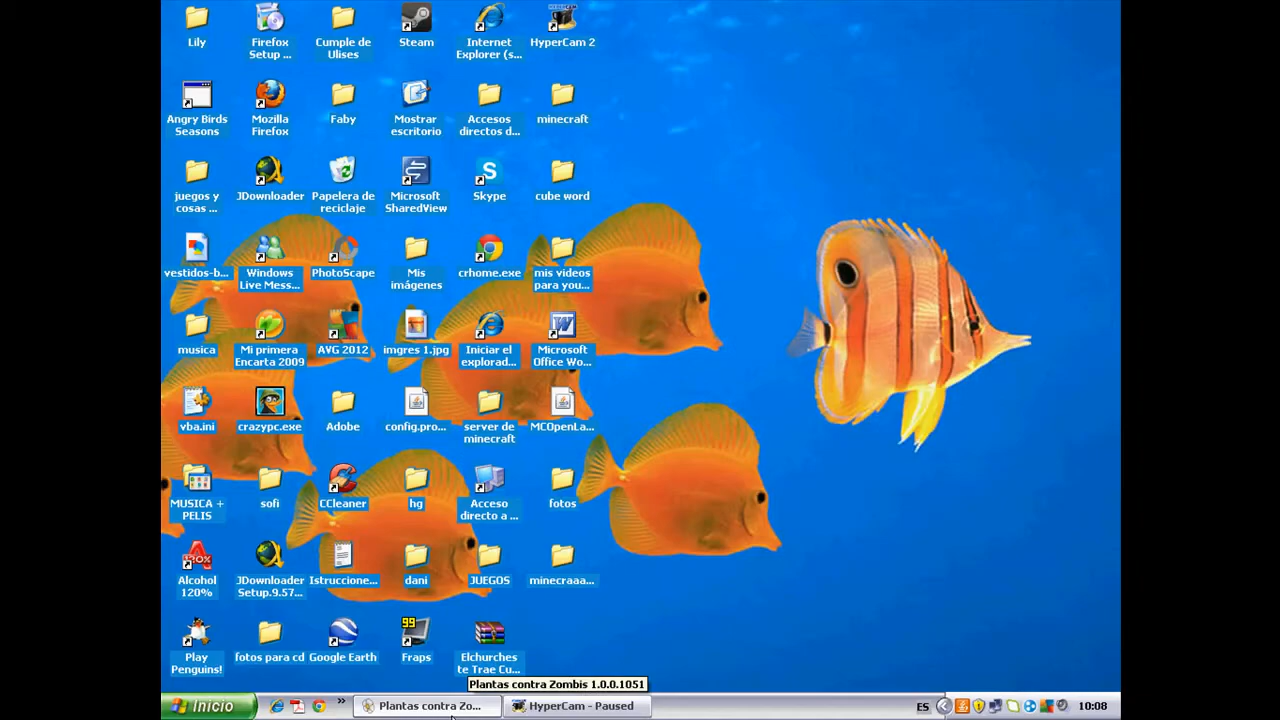 Lily
Firefox
Setup ...
Cumple de
Ulises
Steam
Internet
Explorer (s...
HyperCam 2
Angry Birds
Seasons
Mozilla
Firefox
Faby
Mostrar
escritorio
Accesos
directos d...
minecraft
juegos y
cosas ...
JDownloader
Papelera de
reciclaje
Microsoft
SharedView
Skype
cube word
vestidos-b...
Windows
Live Mess...
PhotoScape
Mis
imágenes
crhome.exe
mis videos
para you...
musica
Mi primera
Encarta 2009
AVG 2012
imgres 1.jpg
Iniciar el
explorad...
Microsoft
Office Wo...
vba.ini
crazypc.exe
Adobe
config.pro...
server de
minecraft
MCOpenLa...
MUSICA +
PELIS
sofi
CCleaner
hg
Acceso
directo a ...
fotos
Alcohol
120%
JDownloader
Setup.9.57...
Istruccione...
dani
JUEGOS
minecraaa...
Play
Penguins!
fotos para cd
Google Earth
99
Fraps
Elchurches
te Trae Cu...
Plantas contra Zombis 1.0.0.1051
Inicio
»
Plantas contra Zo...
HyperCam - Paused
ES
10:08